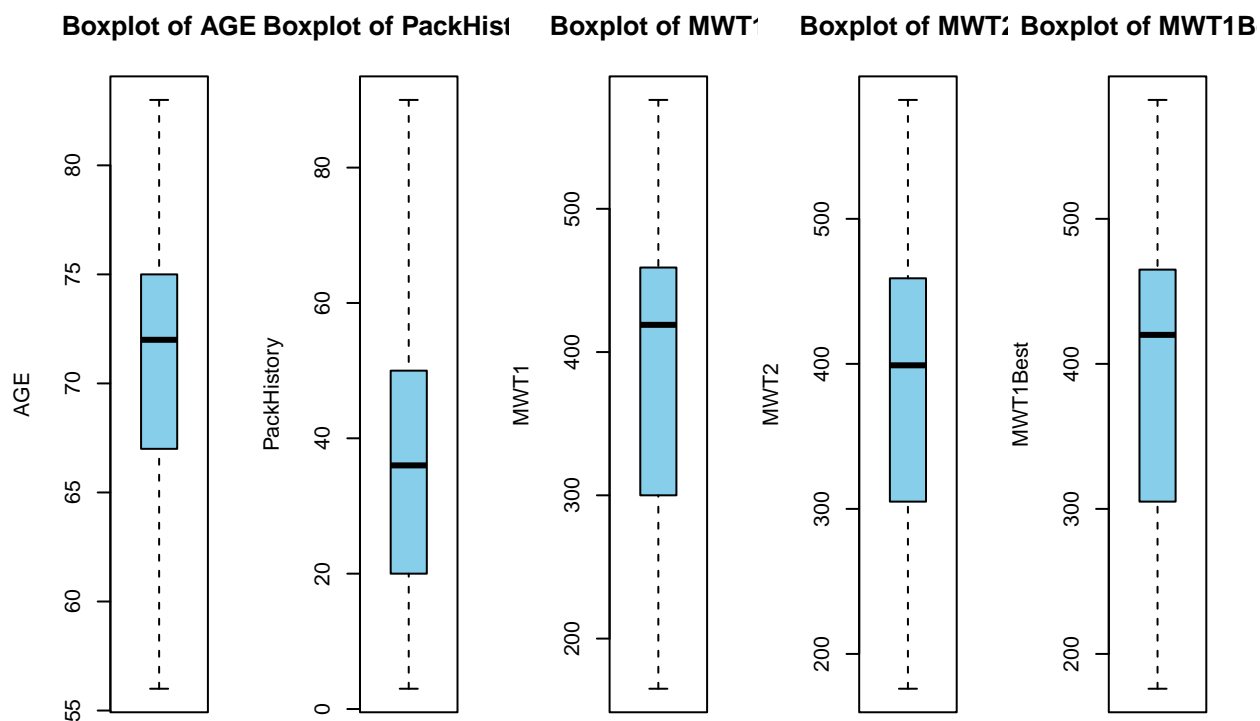 Boxplot of AGE
Boxplot of PackHist
Boxplot of MWT1
Boxplot of MWT2
Boxplot of MWT1B
AGE
80
75
70
65
60
55
PackHistory
80
60
40
20
0
MWT1
500
400
300
200
MWT2
500
400
300
200
MWT1Best
500
400
300
200